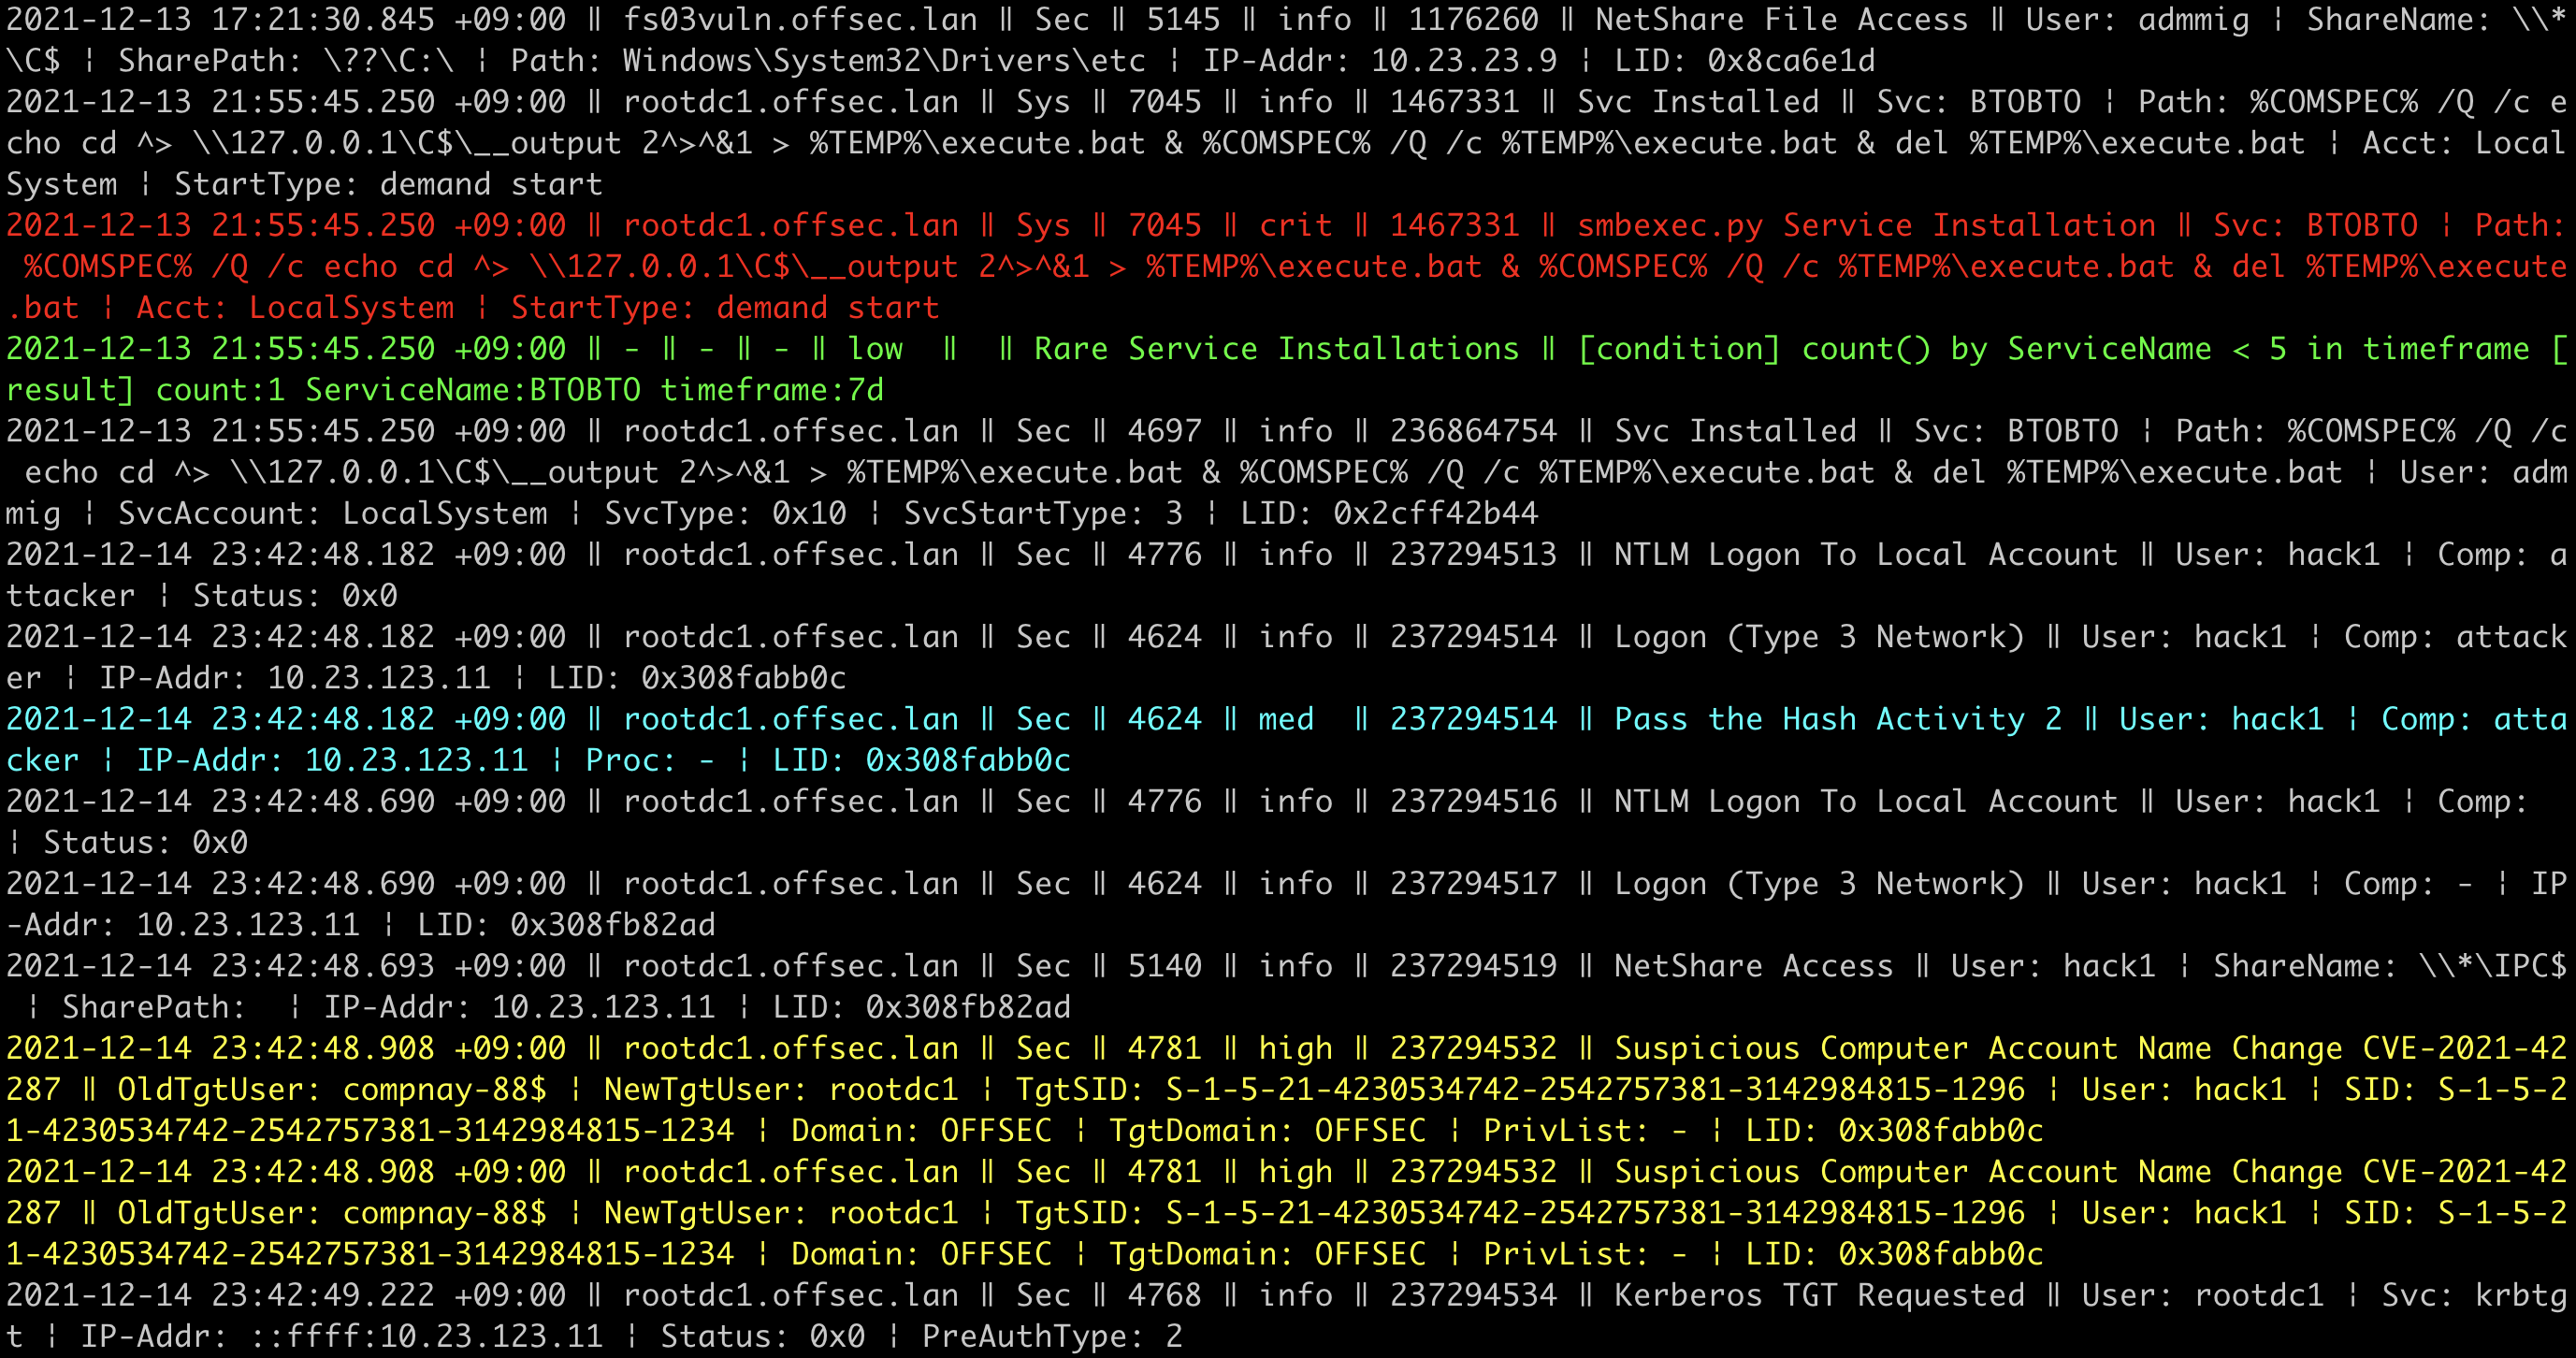 2021-12-13 17:21:30.845 +09:00 ‖ fs03vuln.offsec.lan ‖ Sec ‖ 5145 ‖ info ‖ 1176260 ‖ NetShare File Access ‖ User: admmig ¦ ShareName: \\*
\C$ ¦ SharePath: \??\C:\ ¦ Path: Windows\System32\Drivers\etc ¦ IP-Addr: 10.23.23.9 ¦ LID: 0x8ca6e1d
2021-12-13 21:55:45.250 +09:00 ‖ rootdc1.offsec.lan ‖ Sys ‖ 7045 ‖ info ‖ 1467331 ‖ Svc Installed ‖ Svc: BTOBTO ¦ Path: %COMSPEC% /Q /c e
cho cd ^> \\127.0.0.1\C$\__output 2^>^&1 > %TEMP%\execute.bat & %COMSPEC% /Q /c %TEMP%\execute.bat & del %TEMP%\execute.bat ¦ Acct: Local
System ¦ StartType: demand start
2021-12-13 21:55:45.250 +09:00 ‖ rootdc1.offsec.lan ‖ Sys ‖ 7045 ‖ crit ‖ 1467331 ‖ smbexec.py Service Installation ‖ Svc: BTOBTO ¦ Path:
 %COMSPEC% /Q /c echo cd ^> \\127.0.0.1\C$\__output 2^>^&1 > %TEMP%\execute.bat & %COMSPEC% /Q /c %TEMP%\execute.bat & del %TEMP%\execute
.bat ¦ Acct: LocalSystem ¦ StartType: demand start
2021-12-13 21:55:45.250 +09:00 ‖ - ‖ - ‖ - ‖ low  ‖  ‖ Rare Service Installations ‖ [condition] count() by ServiceName < 5 in timeframe [
result] count:1 ServiceName:BTOBTO timeframe:7d
2021-12-13 21:55:45.250 +09:00 ‖ rootdc1.offsec.lan ‖ Sec ‖ 4697 ‖ info ‖ 236864754 ‖ Svc Installed ‖ Svc: BTOBTO ¦ Path: %COMSPEC% /Q /c
 echo cd ^> \\127.0.0.1\C$\__output 2^>^&1 > %TEMP%\execute.bat & %COMSPEC% /Q /c %TEMP%\execute.bat & del %TEMP%\execute.bat ¦ User: adm
mig ¦ SvcAccount: LocalSystem ¦ SvcType: 0x10 ¦ SvcStartType: 3 ¦ LID: 0x2cff42b44
2021-12-14 23:42:48.182 +09:00 ‖ rootdc1.offsec.lan ‖ Sec ‖ 4776 ‖ info ‖ 237294513 ‖ NTLM Logon To Local Account ‖ User: hack1 ¦ Comp: a
ttacker ¦ Status: 0x0
2021-12-14 23:42:48.182 +09:00 ‖ rootdc1.offsec.lan ‖ Sec ‖ 4624 ‖ info ‖ 237294514 ‖ Logon (Type 3 Network) ‖ User: hack1 ¦ Comp: attack
er ¦ IP-Addr: 10.23.123.11 ¦ LID: 0x308fabb0c
2021-12-14 23:42:48.182 +09:00 ‖ rootdc1.offsec.lan ‖ Sec ‖ 4624 ‖ med  ‖ 237294514 ‖ Pass the Hash Activity 2 ‖ User: hack1 ¦ Comp: atta
cker ¦ IP-Addr: 10.23.123.11 ¦ Proc: - ¦ LID: 0x308fabb0c
2021-12-14 23:42:48.690 +09:00 ‖ rootdc1.offsec.lan ‖ Sec ‖ 4776 ‖ info ‖ 237294516 ‖ NTLM Logon To Local Account ‖ User: hack1 ¦ Comp:
¦ Status: 0x0
2021-12-14 23:42:48.690 +09:00 ‖ rootdc1.offsec.lan ‖ Sec ‖ 4624 ‖ info ‖ 237294517 ‖ Logon (Type 3 Network) ‖ User: hack1 ¦ Comp: - ¦ IP
-Addr: 10.23.123.11 ¦ LID: 0x308fb82ad
2021-12-14 23:42:48.693 +09:00 ‖ rootdc1.offsec.lan ‖ Sec ‖ 5140 ‖ info ‖ 237294519 ‖ NetShare Access ‖ User: hack1 ¦ ShareName: \\*\IPC$
 ¦ SharePath:  ¦ IP-Addr: 10.23.123.11 ¦ LID: 0x308fb82ad
2021-12-14 23:42:48.908 +09:00 ‖ rootdc1.offsec.lan ‖ Sec ‖ 4781 ‖ high ‖ 237294532 ‖ Suspicious Computer Account Name Change CVE-2021-42
287 ‖ OldTgtUser: compnay-88$ ¦ NewTgtUser: rootdc1 ¦ TgtSID: S-1-5-21-4230534742-2542757381-3142984815-1296 ¦ User: hack1 ¦ SID: S-1-5-2
1-4230534742-2542757381-3142984815-1234 ¦ Domain: OFFSEC ¦ TgtDomain: OFFSEC ¦ PrivList: - ¦ LID: 0x308fabb0c
2021-12-14 23:42:48.908 +09:00 ‖ rootdc1.offsec.lan ‖ Sec ‖ 4781 ‖ high ‖ 237294532 ‖ Suspicious Computer Account Name Change CVE-2021-42
287 ‖ OldTgtUser: compnay-88$ ¦ NewTgtUser: rootdc1 ¦ TgtSID: S-1-5-21-4230534742-2542757381-3142984815-1296 ¦ User: hack1 ¦ SID: S-1-5-2
1-4230534742-2542757381-3142984815-1234 ¦ Domain: OFFSEC ¦ TgtDomain: OFFSEC ¦ PrivList: - ¦ LID: 0x308fabb0c
2021-12-14 23:42:49.222 +09:00 ‖ rootdc1.offsec.lan ‖ Sec ‖ 4768 ‖ info ‖ 237294534 ‖ Kerberos TGT Requested ‖ User: rootdc1 ¦ Svc: krbtg
t ¦ IP-Addr: ::ffff:10.23.123.11 ¦ Status: 0x0 ¦ PreAuthType: 2